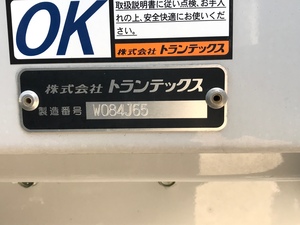 OK
取扱説明書に従い点検、お手入
れの上、安全快適にお使いくだ
さい。
株式会社 トランテックス
株式会社 トランテックス
製造番号 W084J65